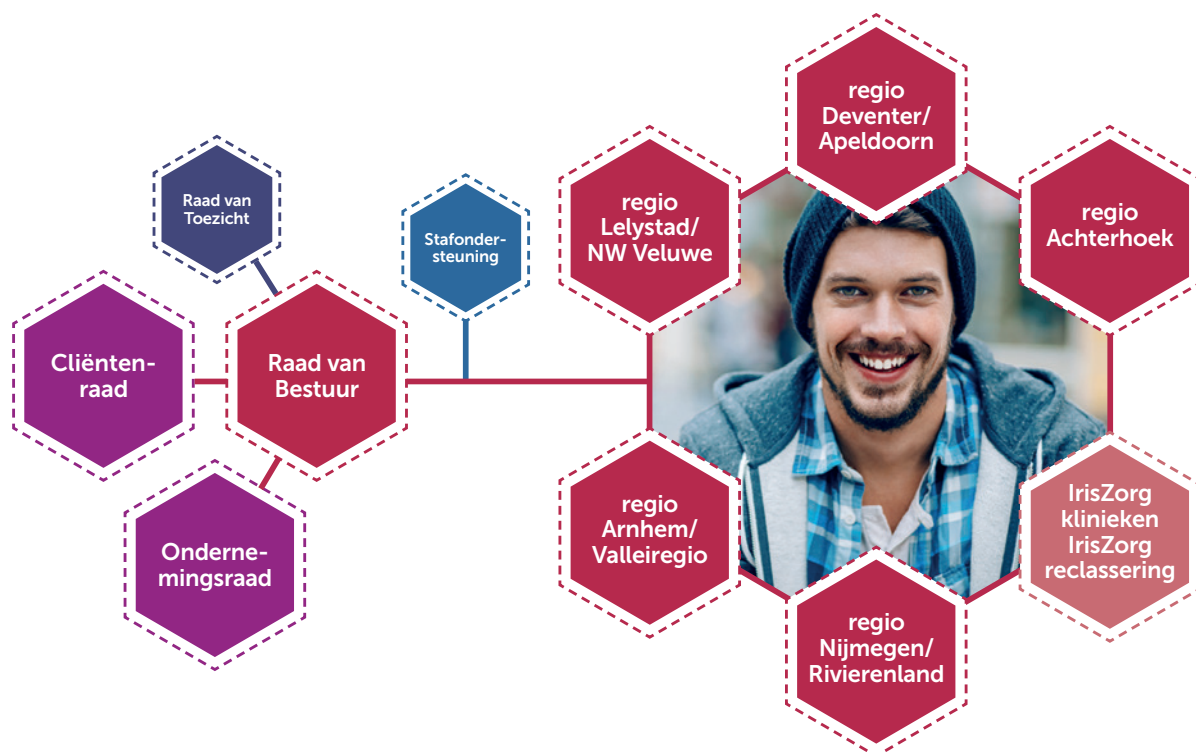 Raad van
Toezicht
Cliënten-
raad
Raad van
Bestuur
Onderne-
mingsraad
Stafonder-
steuning
regio
Lelystad/
NW Veluwe
regio
Deventer/
Apeldoorn
regio
Achterhoek
regio
Arnhem/
Valleiregio
regio
Nijmegen/
Rivierenland
IrisZorg
klinieken
IrisZorg
reclassering